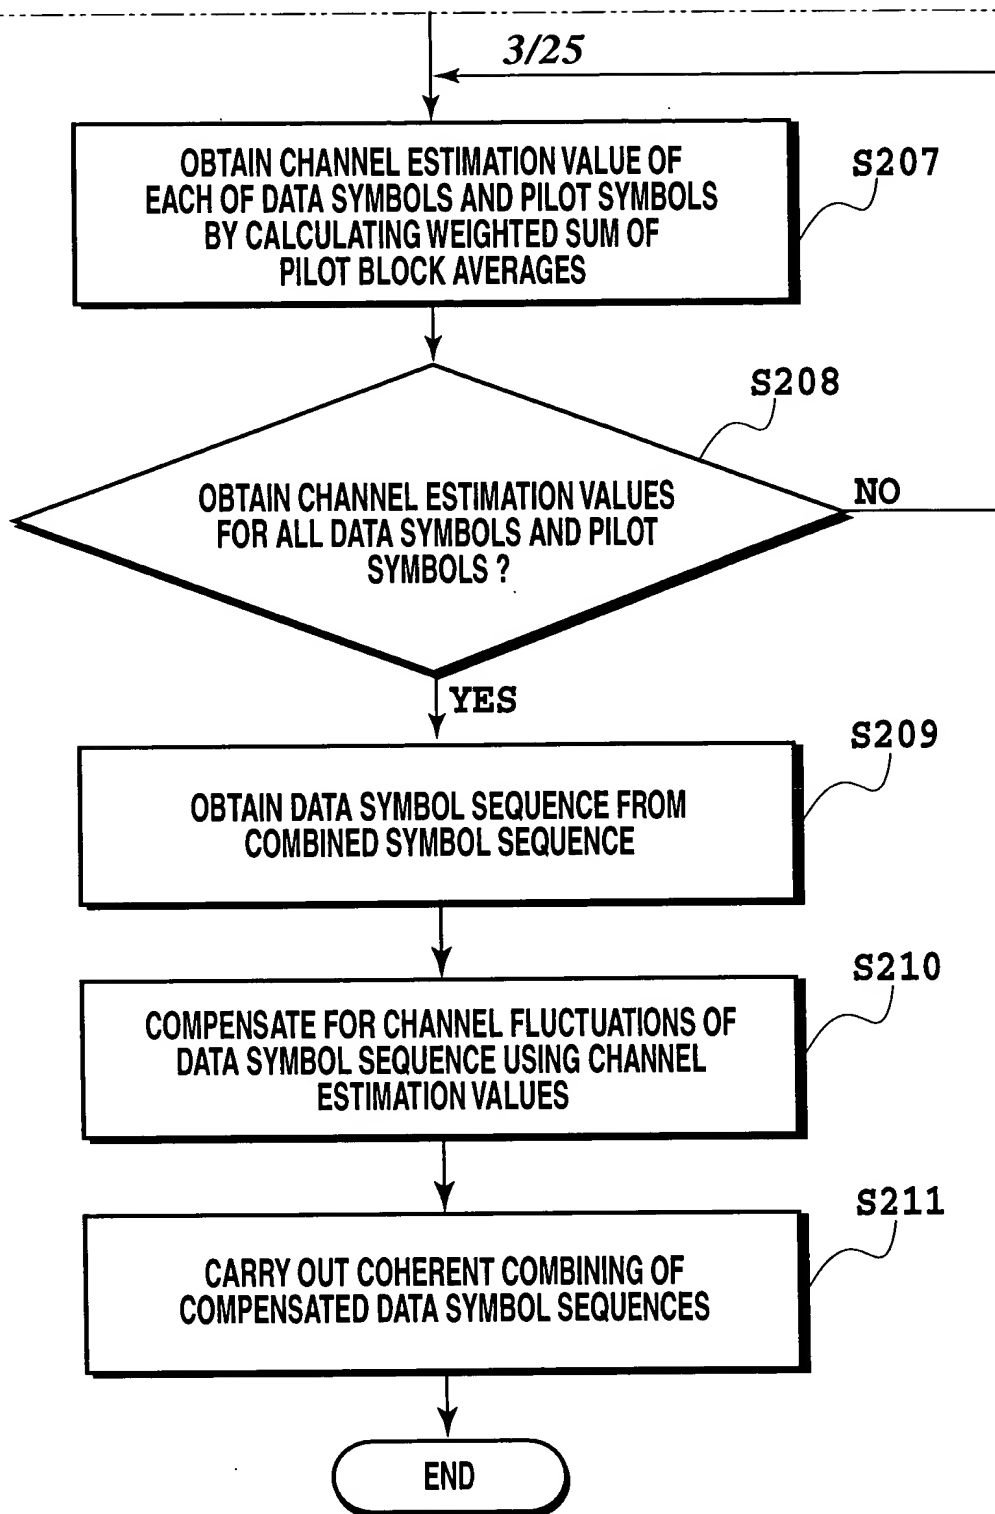 3/25
OBTAIN CHANNEL ESTIMATION VALUE OF
EACH OF DATA SYMBOLS AND PILOT SYMBOLS
BY CALCULATING WEIGHTED SUM OF
PILOT BLOCK AVERAGES
S207
S208
OBTAIN CHANNEL ESTIMATION VALUES
FOR ALL DATA SYMBOLS AND PILOT
SYMBOLS ?
NO
YES
S209
OBTAIN DATA SYMBOL SEQUENCE FROM
COMBINED SYMBOL SEQUENCE
S210
COMPENSATE FOR CHANNEL FLUCTUATIONS OF
DATA SYMBOL SEQUENCE USING CHANNEL
ESTIMATION VALUES
S211
CARRY OUT COHERENT COMBINING OF
COMPENSATED DATA SYMBOL SEQUENCES
END